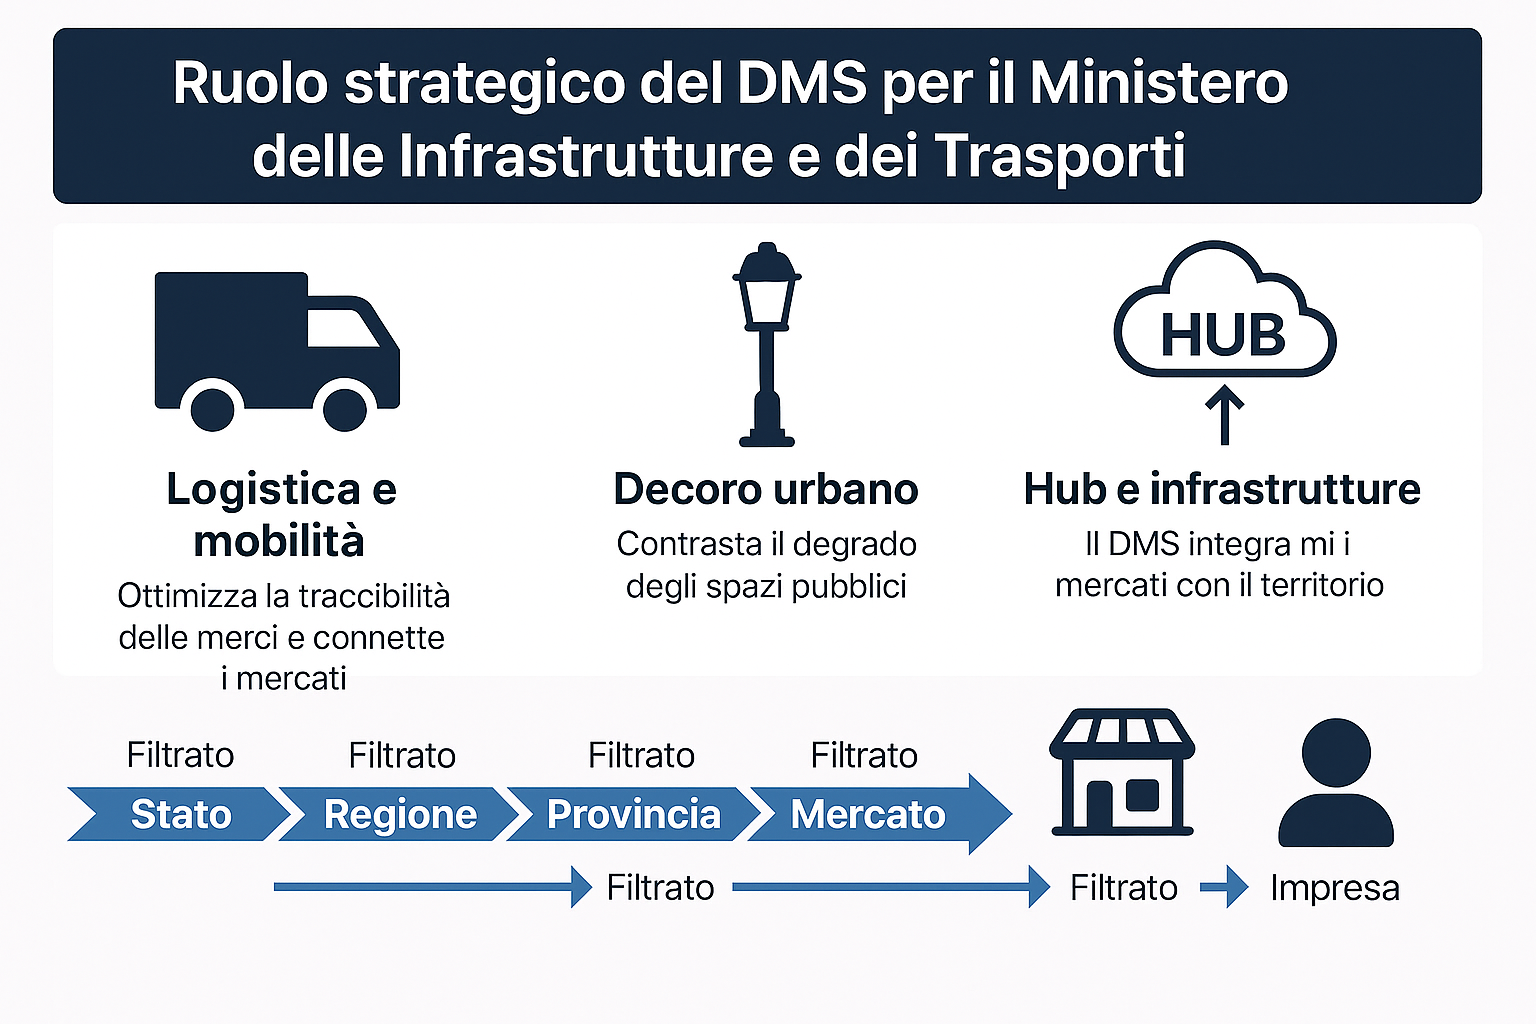 Ruolo strategico del DMS per il Ministero
delle Infrastrutture e dei Trasporti
HUB
Logistica e
mobilità
Ottimizza la traccibilità
delle merci e connette
i mercati
Decoro urbano
Contrasta il degrado
degli spazi pubblici
Hub e infrastrutture
Il DMS integra mi i
mercati con il territorio
Filtrato Filtrato Filtrato Filtrato
Stato Regione Provincia Mercato
Filtrato Filtrato Impresa